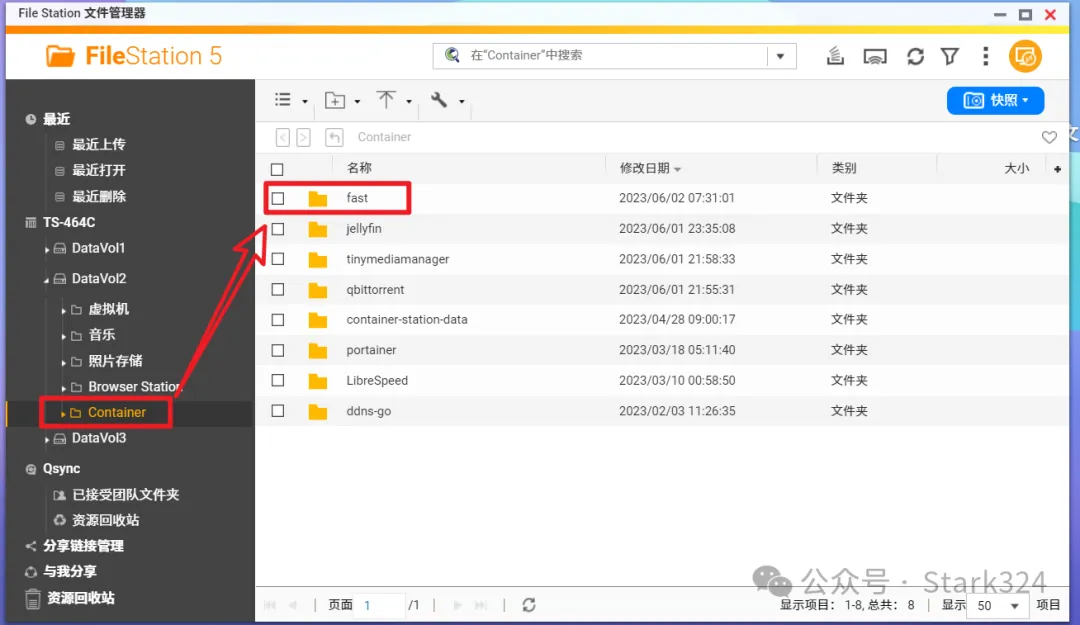 File Station 文件管理器
FileStation 5
在“Container”中搜索
快照
Container
最近
最近上传
最近打开
最近删除
TS-464C
DataVol1
DataVol2
虚拟机
音乐
照片存储
Browser Station
Container
DataVol3
Qsync
已接受团队文件夹
资源回收站
分享链接管理
与我分享
资源回收站
名称 修改日期 类别 大小
fast 2023/06/02 07:31:01 文件夹
jellyfin 2023/06/01 23:35:08 文件夹
tinymediamanager 2023/06/01 21:58:33 文件夹
qbittorrent 2023/06/01 21:55:31 文件夹
container-station-data 2023/04/28 09:00:17 文件夹
portainer 2023/03/18 05:11:40 文件夹
LibreSpeed 2023/03/10 00:58:50 文件夹
ddns-go 2023/02/03 11:26:35 文件夹
公众号 · Stark324
页面 1 /1 显示项目: 1-8, 总共: 8 显示 50 项目
文